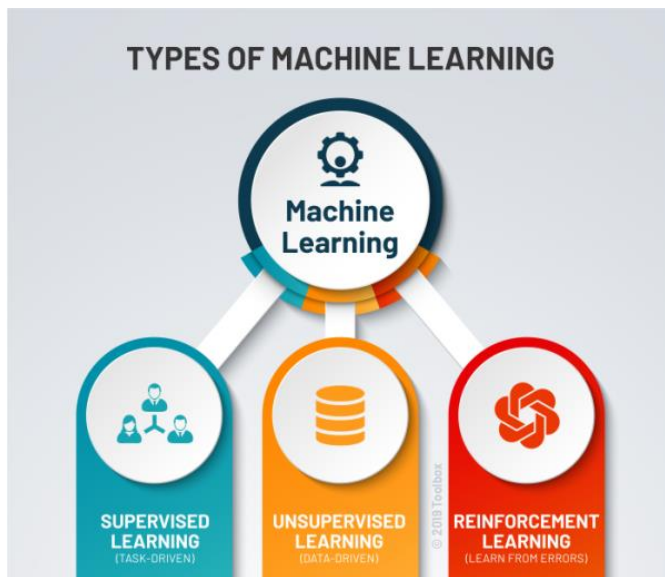 TYPES OF MACHINE LEARNING
Machine
Learning
SUPERVISED
LEARNING
(TASK-DRIVEN)
UNSUPERVISED
LEARNING
(DATA-DRIVEN)
© 2019 Toolbox
REINFORCEMENT
LEARNING
(LEARN FROM ERRORS)